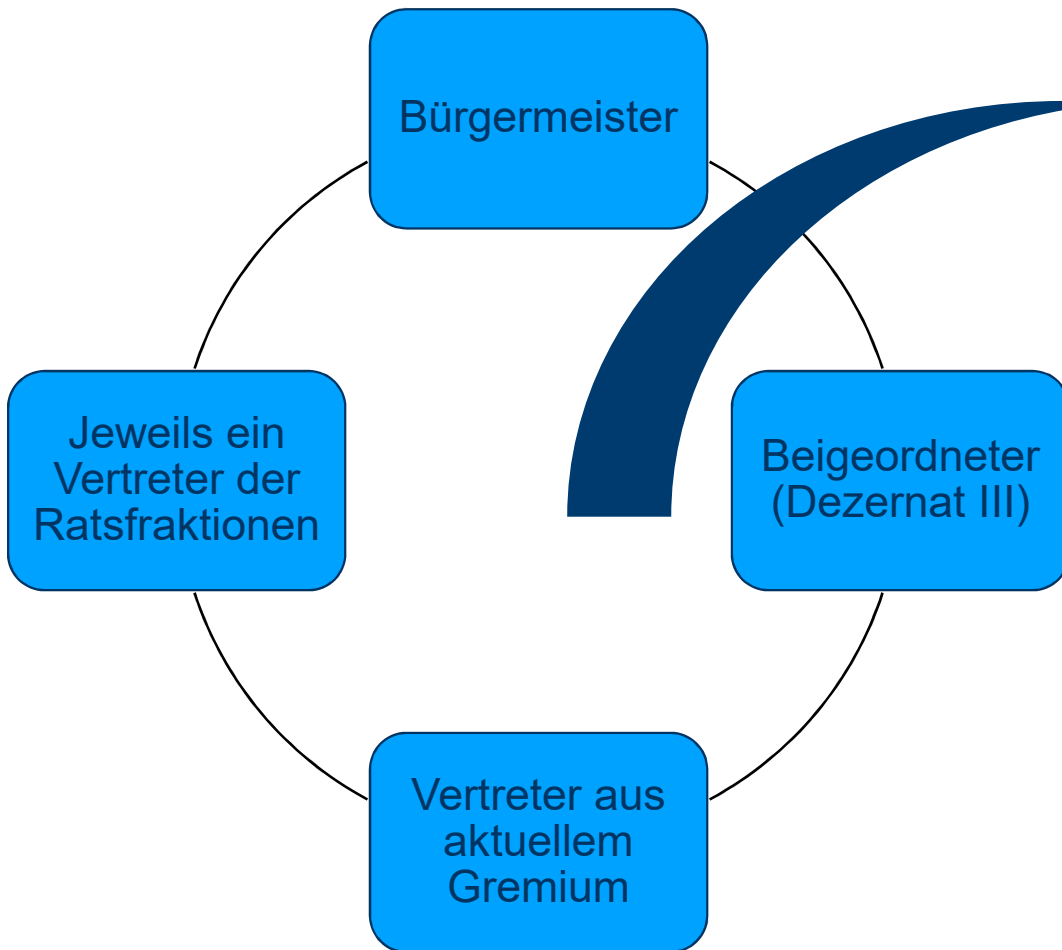 Bürgermeister
Jeweils ein
Vertreter der
Ratsfraktionen
Beigeordneter
(Dezernat III)
Vertreter aus
aktuellem
Gremium